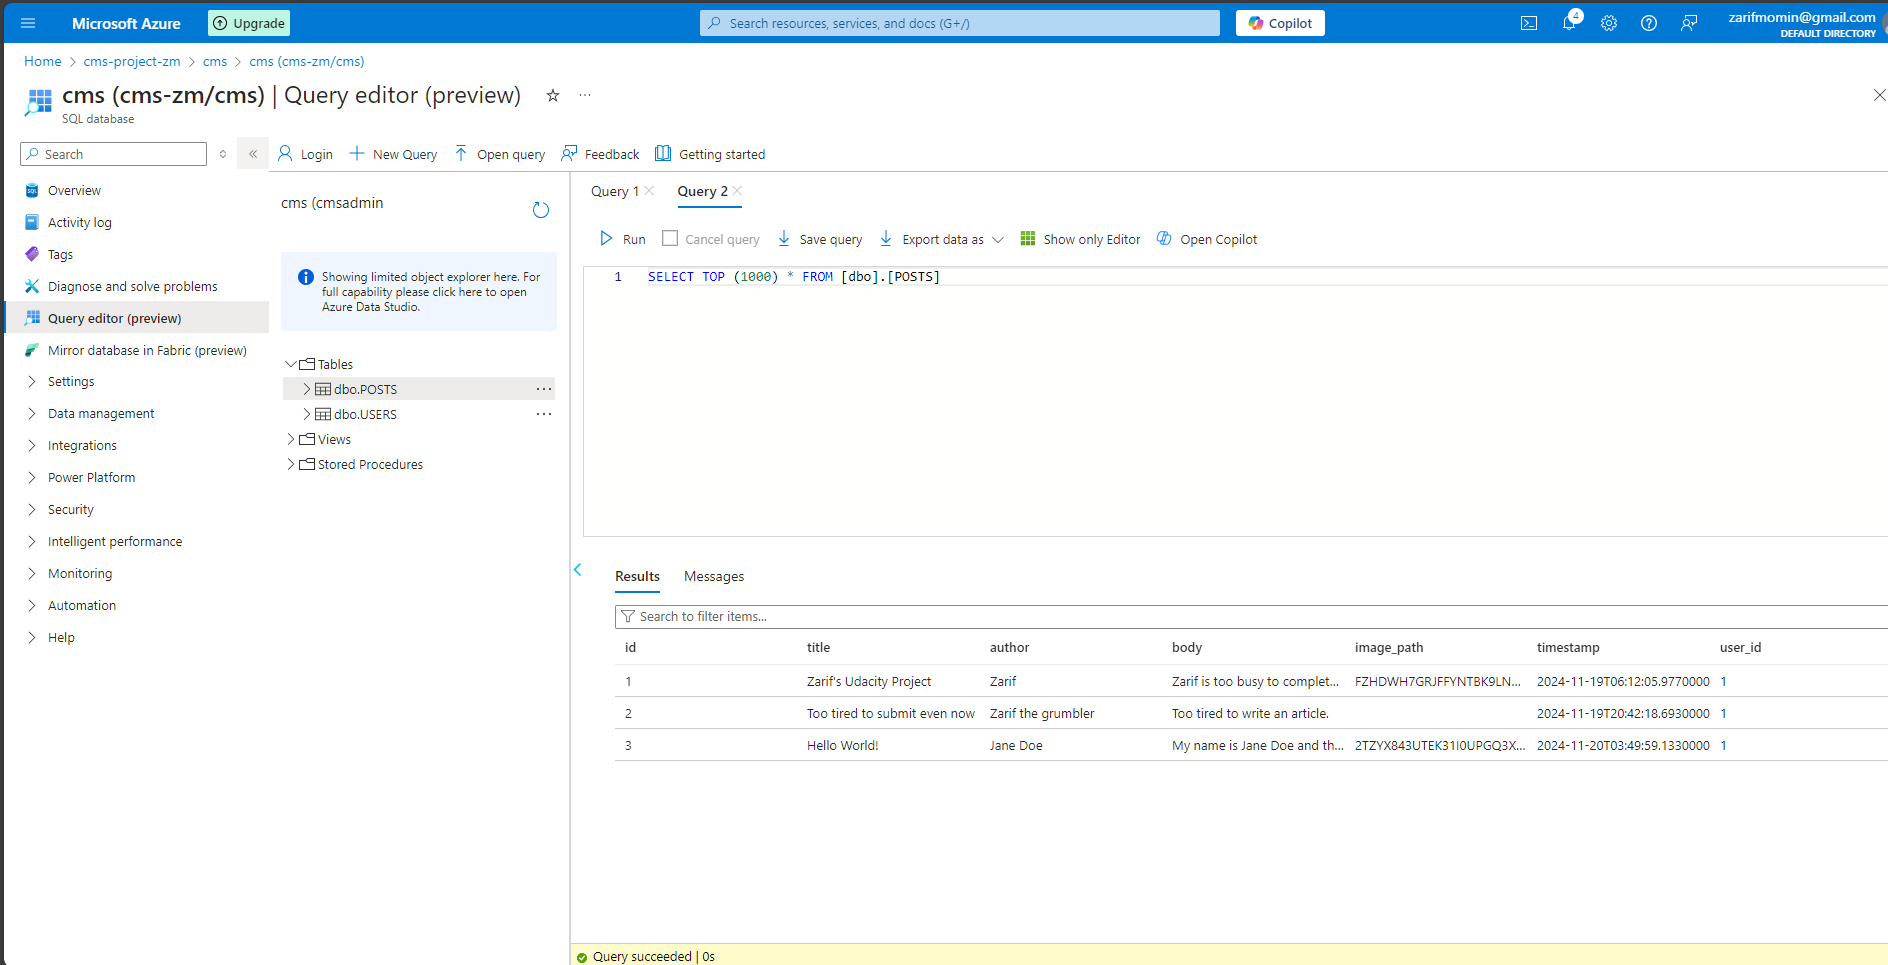 Microsoft Azure
Upgrade
Search resources, services, and docs (G+/)
Copilot
4
zarifmomin@gmail.com
DEFAULT DIRECTORY
Home > cms-project-zm > cms > cms (cms-zm/cms)
cms (cms-zm/cms) | Query editor (preview)
SQL database
Search
Login
New Query
Open query
Feedback
Getting started
Overview
Activity log
Tags
Diagnose and solve problems
Query editor (preview)
Mirror database in Fabric (preview)
Settings
Data management
Integrations
Power Platform
Security
Intelligent performance
Monitoring
Automation
Help
cms (cmsadmin
Showing limited object explorer here. For
full capability please click here to open
Azure Data Studio.
Tables
dbo.POSTS
dbo.USERS
Views
Stored Procedures
Query 1 Query 2
Run Cancel query Save query Export data as Show only Editor Open Copilot
1 SELECT TOP (1000) * FROM [dbo].[POSTS]
Results Messages
Search to filter items...
id title author body image_path timestamp user_id
1 Zarif's Udacity Project Zarif Zarif is too busy to complet... FZHDWH7GRJFFYNTBK9LN... 2024-11-19T06:12:05.9770000 1
2 Too tired to submit even now Zarif the grumbler Too tired to write an article. 2024-11-19T20:42:18.6930000 1
3 Hello World! Jane Doe My name is Jane Doe and th... 2TZYX843UTEK31I0UPGQ3X... 2024-11-20T03:49:59.1330000 1
Query succeeded | 0s